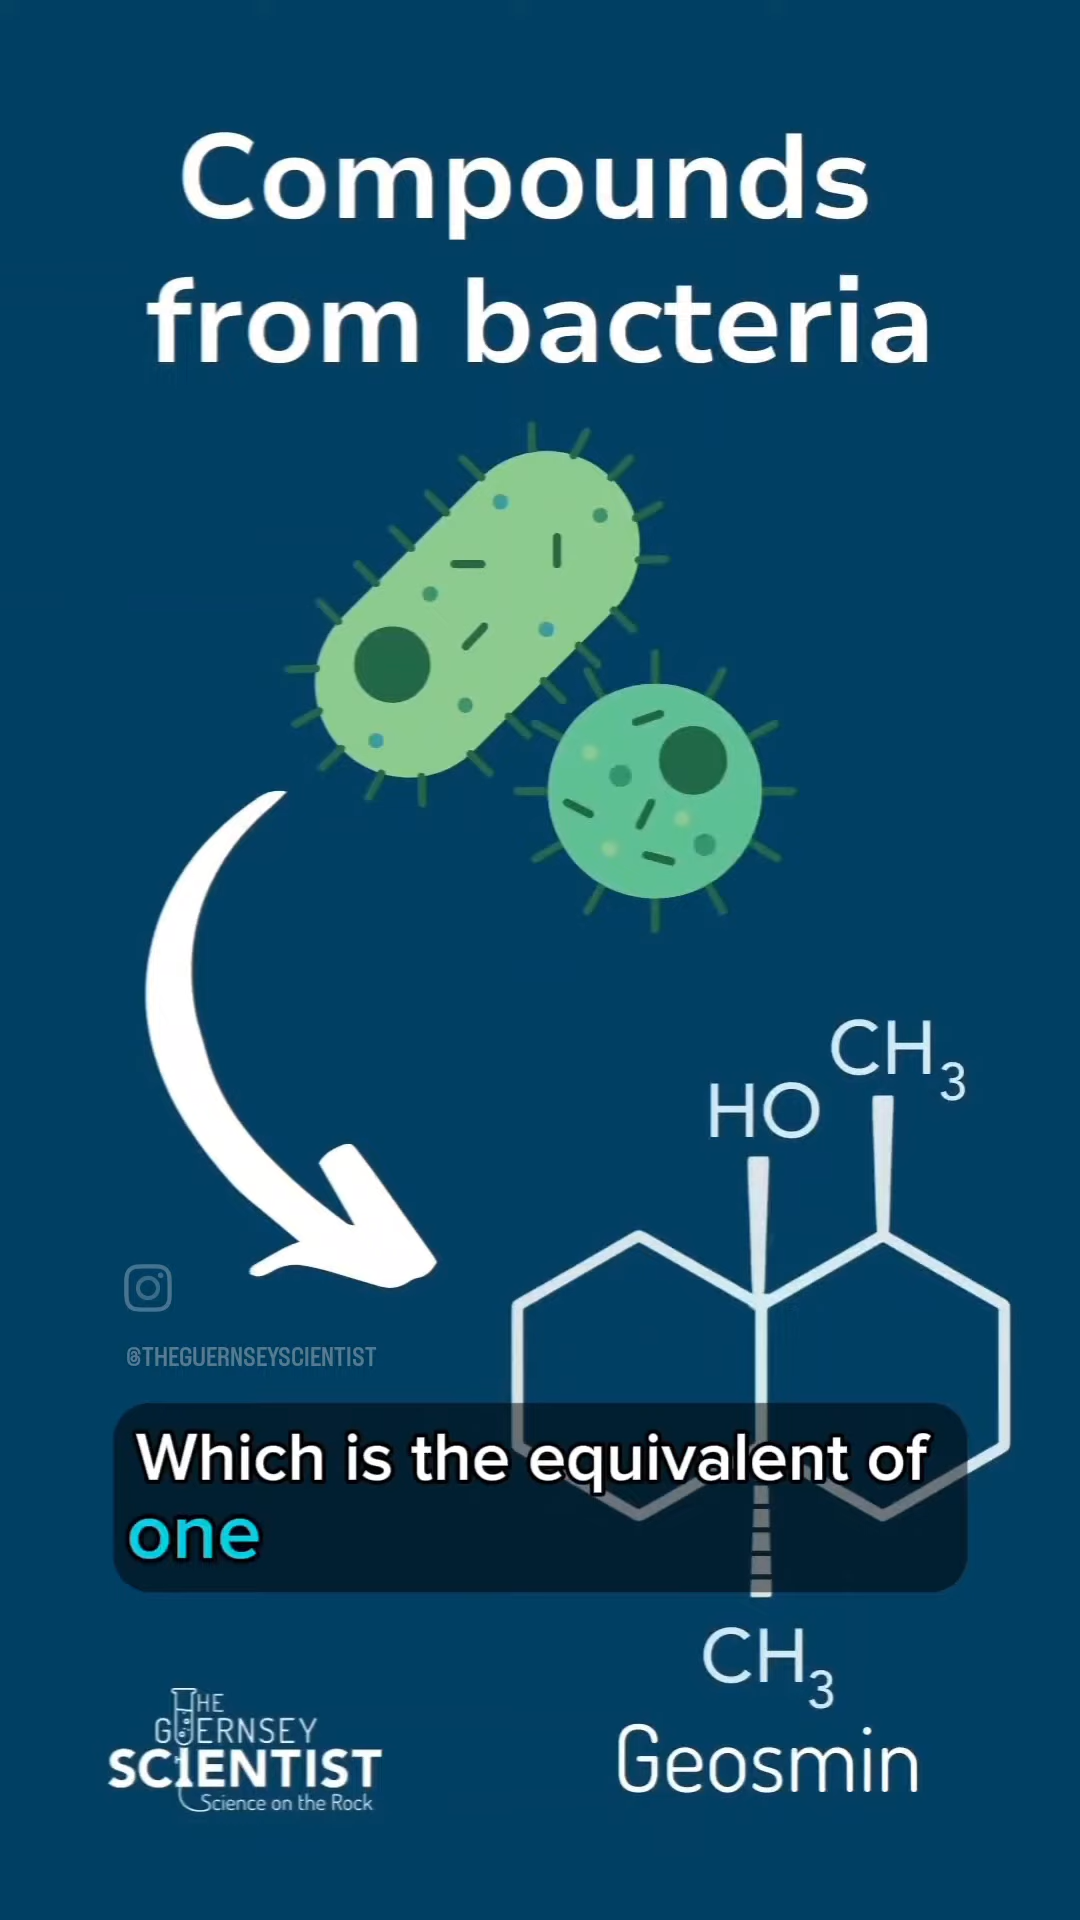 Compounds
from bacteria
CH3
HO
@THEGUERNSEYSCIENTIST
Which is the equivalent of
one
CH3
Geosmin
THE
GUERNSEY
SCIENTIST
Science on the Rock